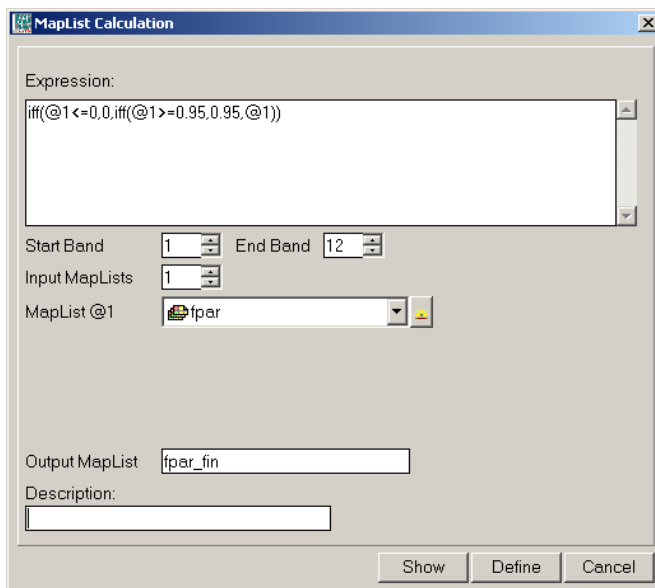 MapList Calculation
Expression:
iff(@1<=0,0,iff(@1>=0.95,0.95,@1))
Start Band 1 End Band 12
Input MapLists 1
MapList @1 fpar
Output MapList fpar_fin
Description:
Show Define Cancel